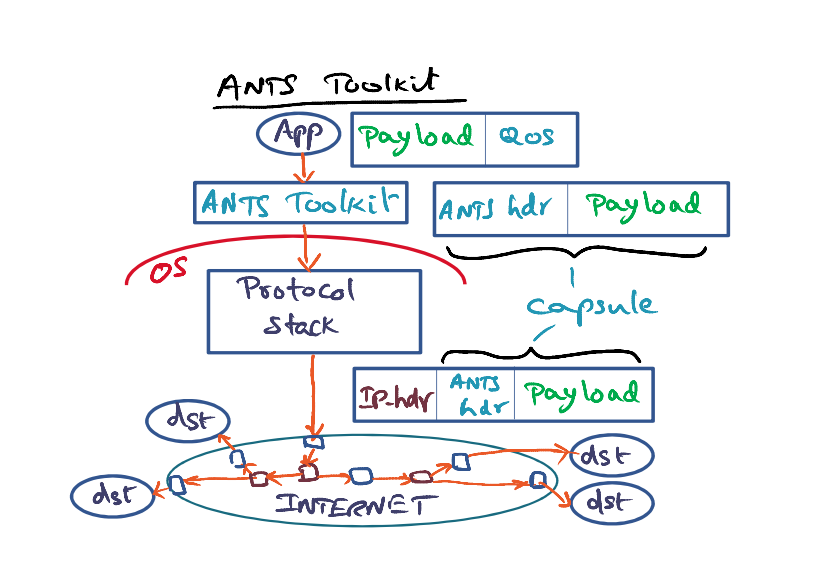 ANTS Toolkit
App
Payload QOS
ANTS Toolkit
ANTS hdr Payload
OS
Protocol
Stack
Capsule
IP-hdr ANTS
hdr Payload
dst
dst
dst
dst
INTERNET